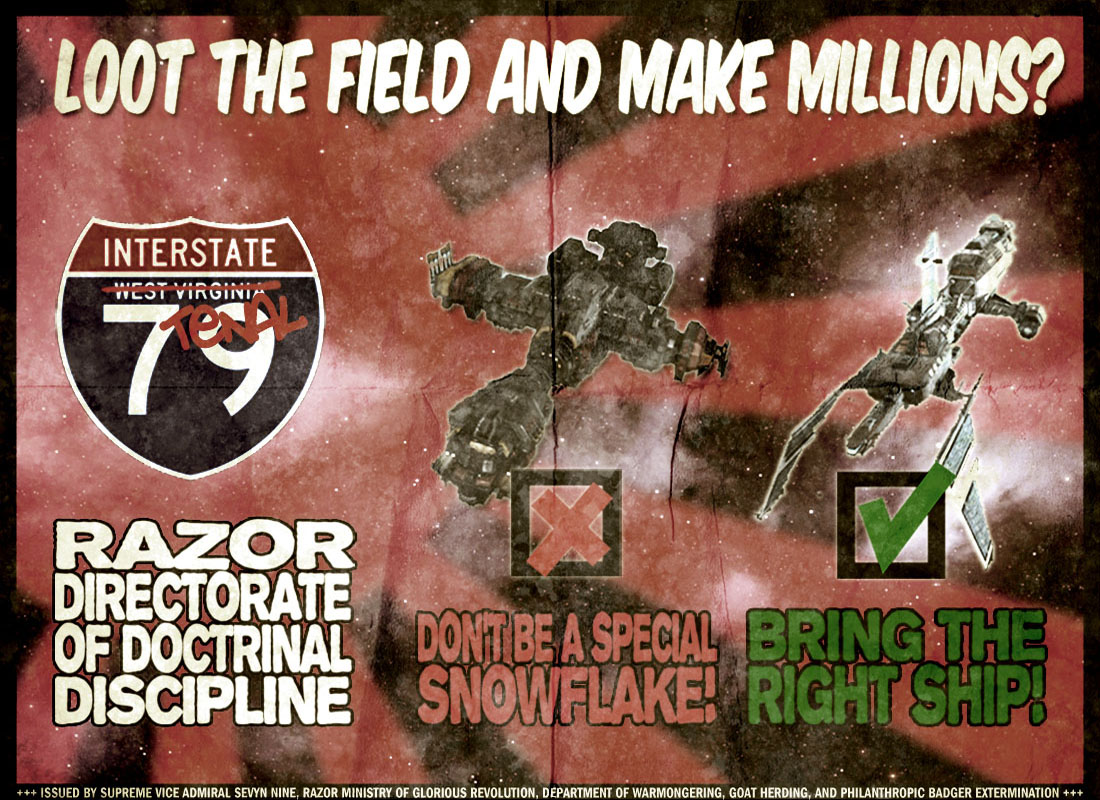 LOOT THE FIELD AND MAKE MILLIONS?
INTERSTATE
WEST VIRGINIA
TENAL
79
RAZOR
DIRECTORATE
OF DOCTRINAL
DISCIPLINE
DON'T BE A SPECIAL
SNOWFLAKE!
BRING THE
RIGHT SHIP!
+++ ISSUED BY SUPREME VICE ADMIRAL SEVYN NINE, RAZOR MINISTRY OF GLORIOUS REVOLUTION, DEPARTMENT OF WARMONGERING, GOAT HERDING, AND PHILANTHROPIC BADGER EXTERMINATION +++